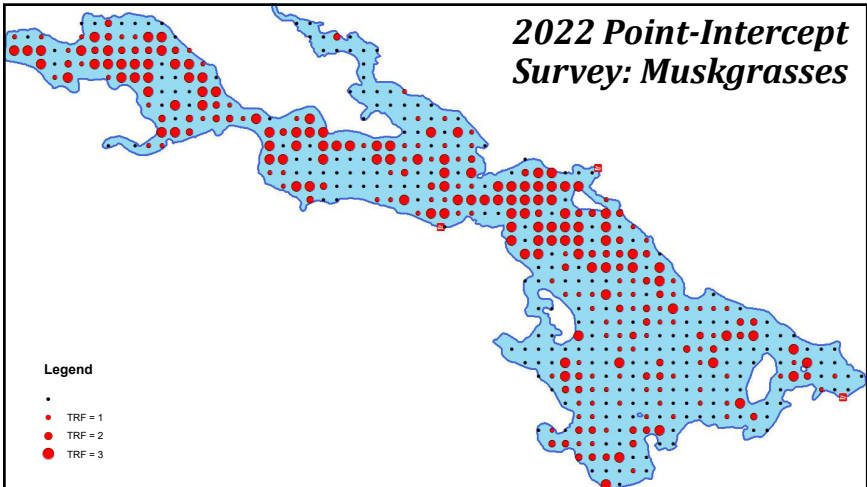 2022 Point-Intercept
Survey: Muskgrasses
Legend
TRF = 1
TRF = 2
TRF = 3